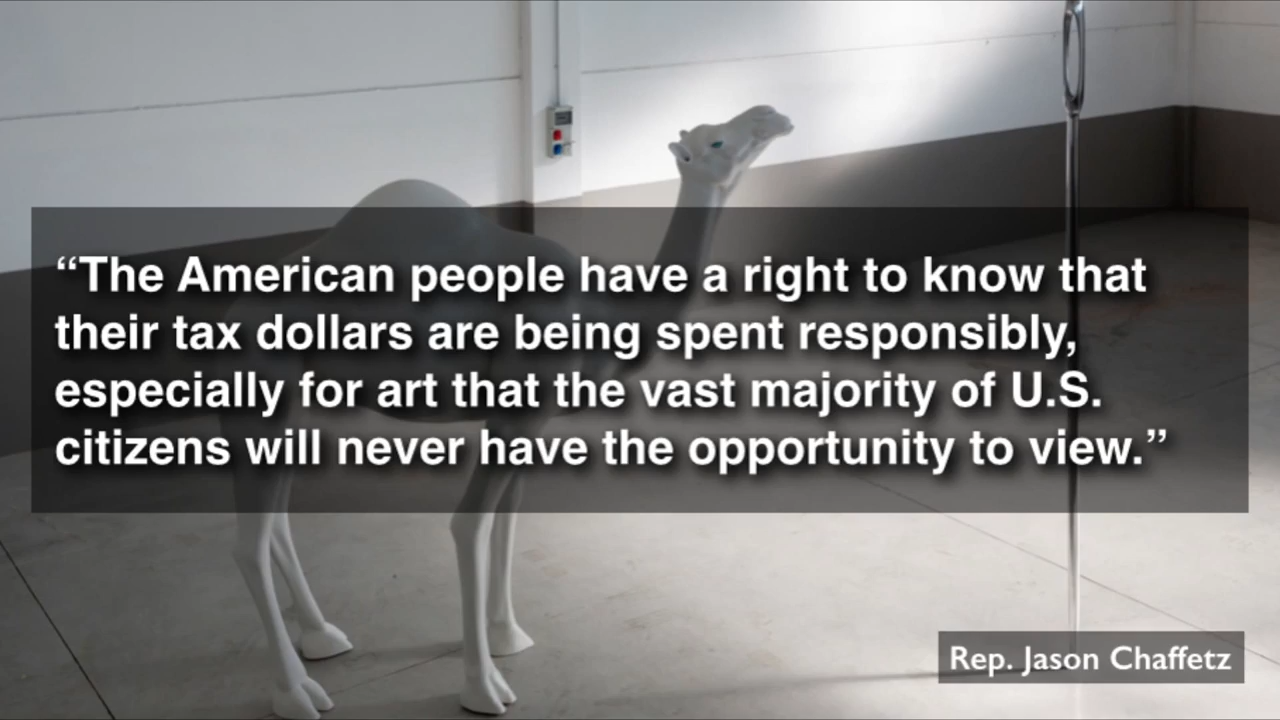 “The American people have a right to know that
their tax dollars are being spent responsibly,
especially for art that the vast majority of U.S.
citizens will never have the opportunity to view.”
Rep. Jason Chaffetz